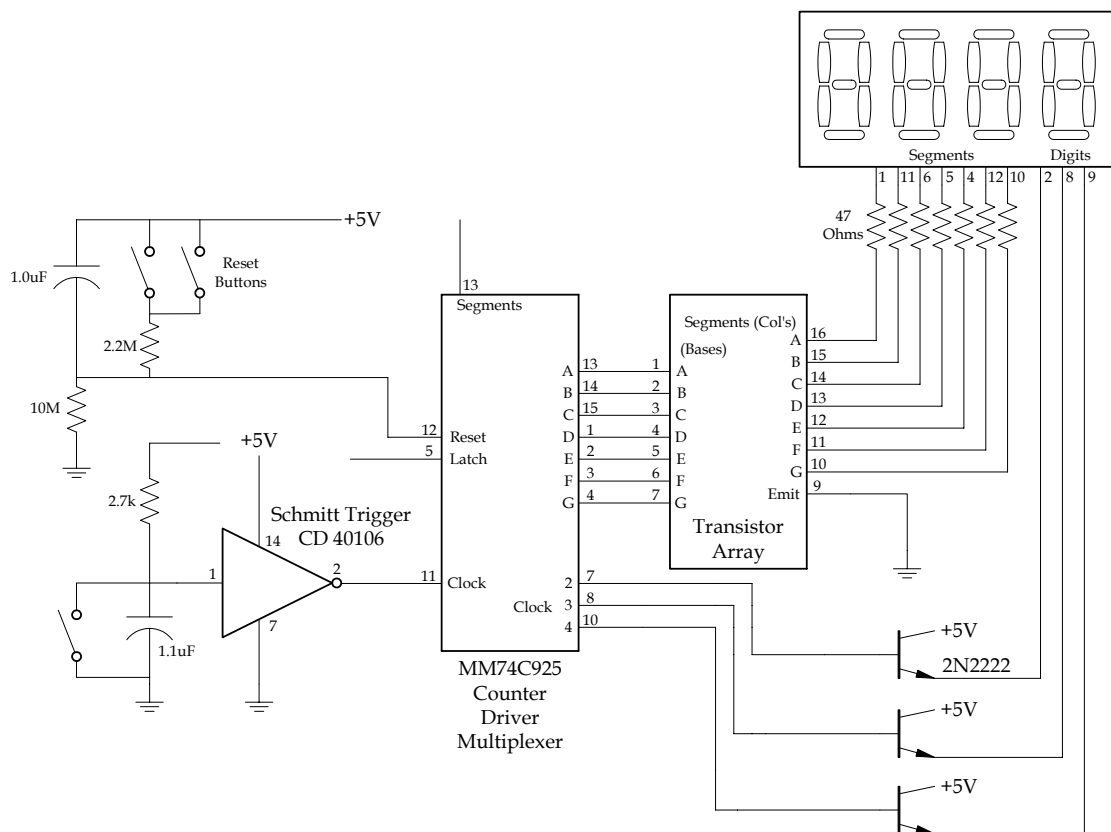 Segments Digits
1 11 6 5 4 12 10 2 8 9
47
Ohms
+5V
1.0uF
Reset
Buttons
2.2M
10M
13
Segments
12
Reset
5
Latch
11
Clock
A 13
B 14
C 15
D 1
E 2
F 3
G 4
2 7
Clock 3 8
4 10
MM74C925
Counter
Driver
Multiplexer
Segments (Col's)
(Bases)
1 A
2 B
3 C
4 D
5 E
6 F
7 G
A 16
B 15
C 14
D 13
E 12
F 11
G 10
Emit 9
Transistor
Array
+5V
2.7k
Schmitt Trigger
CD 40106
14
1
2
7
1.1uF
+5V
2N2222
+5V
+5V